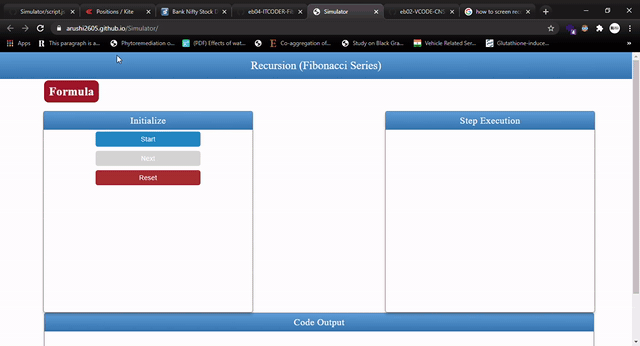 Simulator/script.js
Positions / Kite
Bank Nifty Stock D
eb04-ITCODER-Fi
Simulator
eb02-VCODE-CNS
how to screen rec
arushi2605.github.io/Simulator/
Apps
This paragraph is a...
Phytoremediation o...
(PDF) Effects of wat...
Co-aggregation of...
Study on Black Gra...
Vehicle Related Ser...
Glutathione-induce...
Recursion (Fibonacci Series)
Formula
Initialize
Step Execution
Start
Next
Reset
Code Output